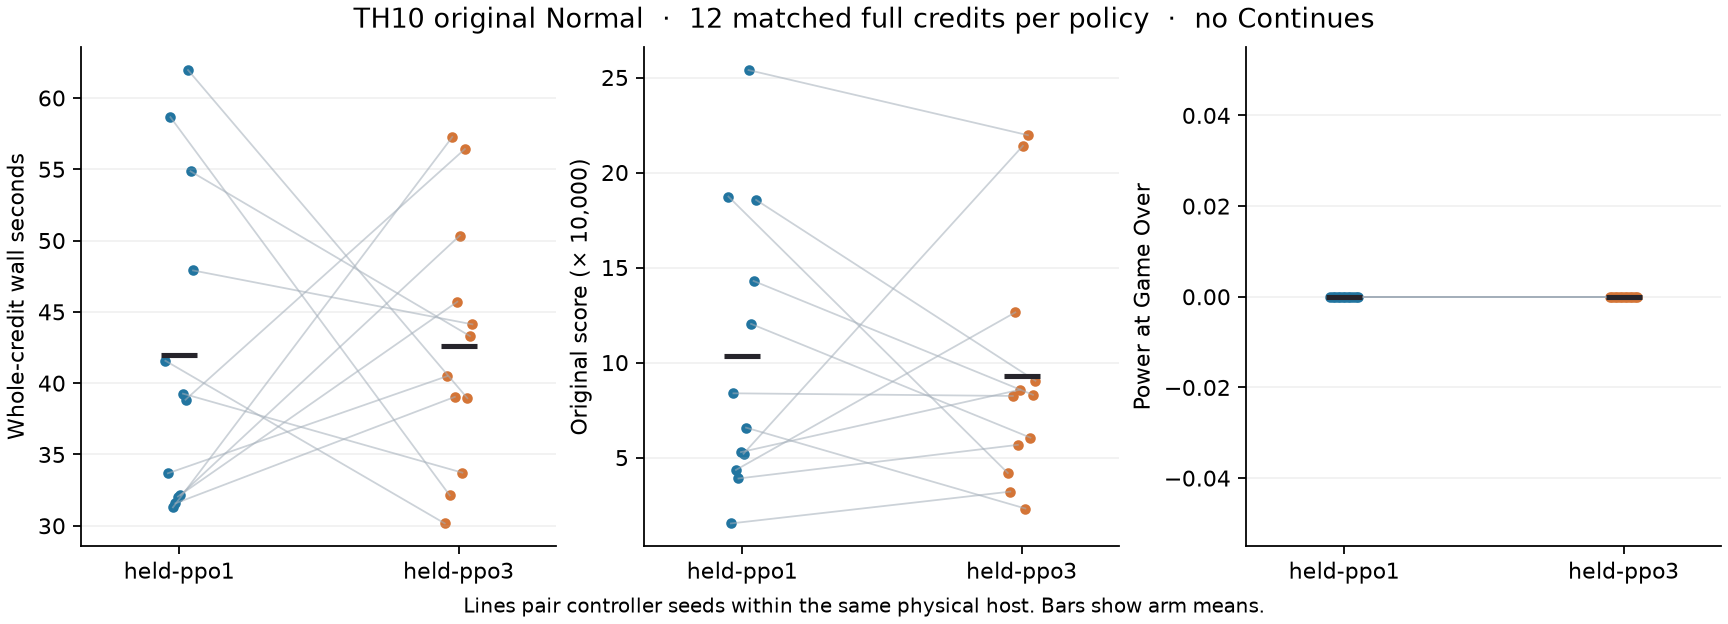 TH10 original Normal · 12 matched full credits per policy · no Continues
Whole-credit wall seconds
60
55
50
45
40
35
30
held-ppo1
held-ppo3
Original score (× 10,000)
25
20
15
10
5
held-ppo1
held-ppo3
Power at Game Over
0.04
0.02
0.00
−0.02
−0.04
held-ppo1
held-ppo3
Lines pair controller seeds within the same physical host. Bars show arm means.